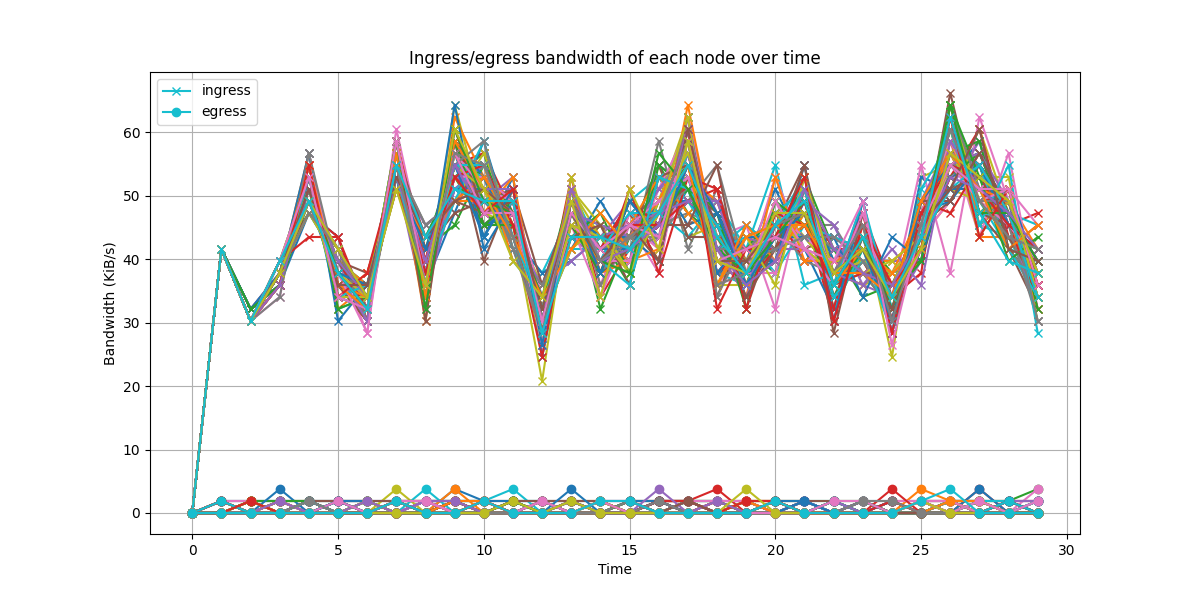 Ingress/egress bandwidth of each node over time
ingress
egress
Bandwidth (KiB/s)
60
50
40
30
20
10
0
0 5 10 15 20 25 30
Time